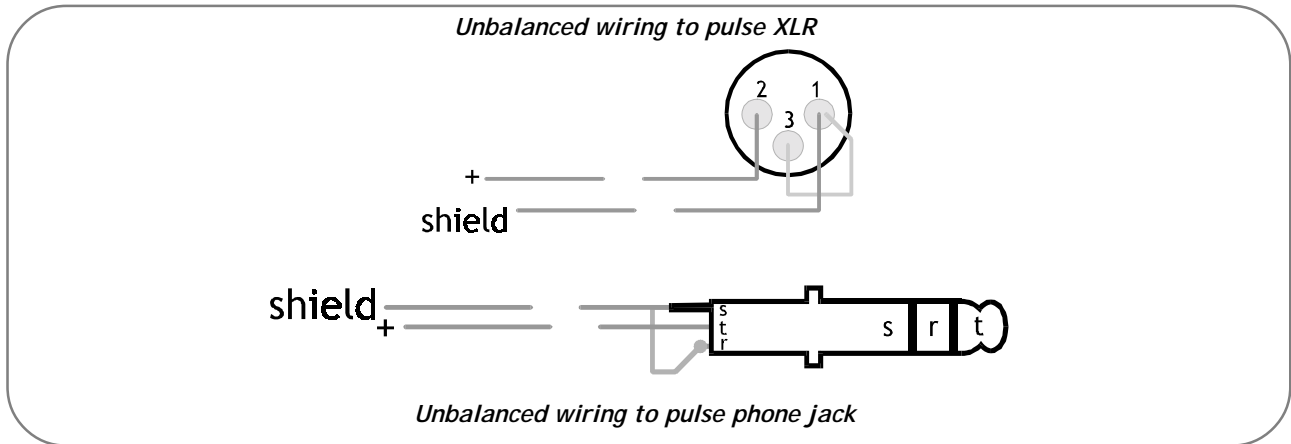 Unbalanced wiring to pulse XLR
2 1
3
+
shield
shield
+
s
t
r
s r t
Unbalanced wiring to pulse phone jack